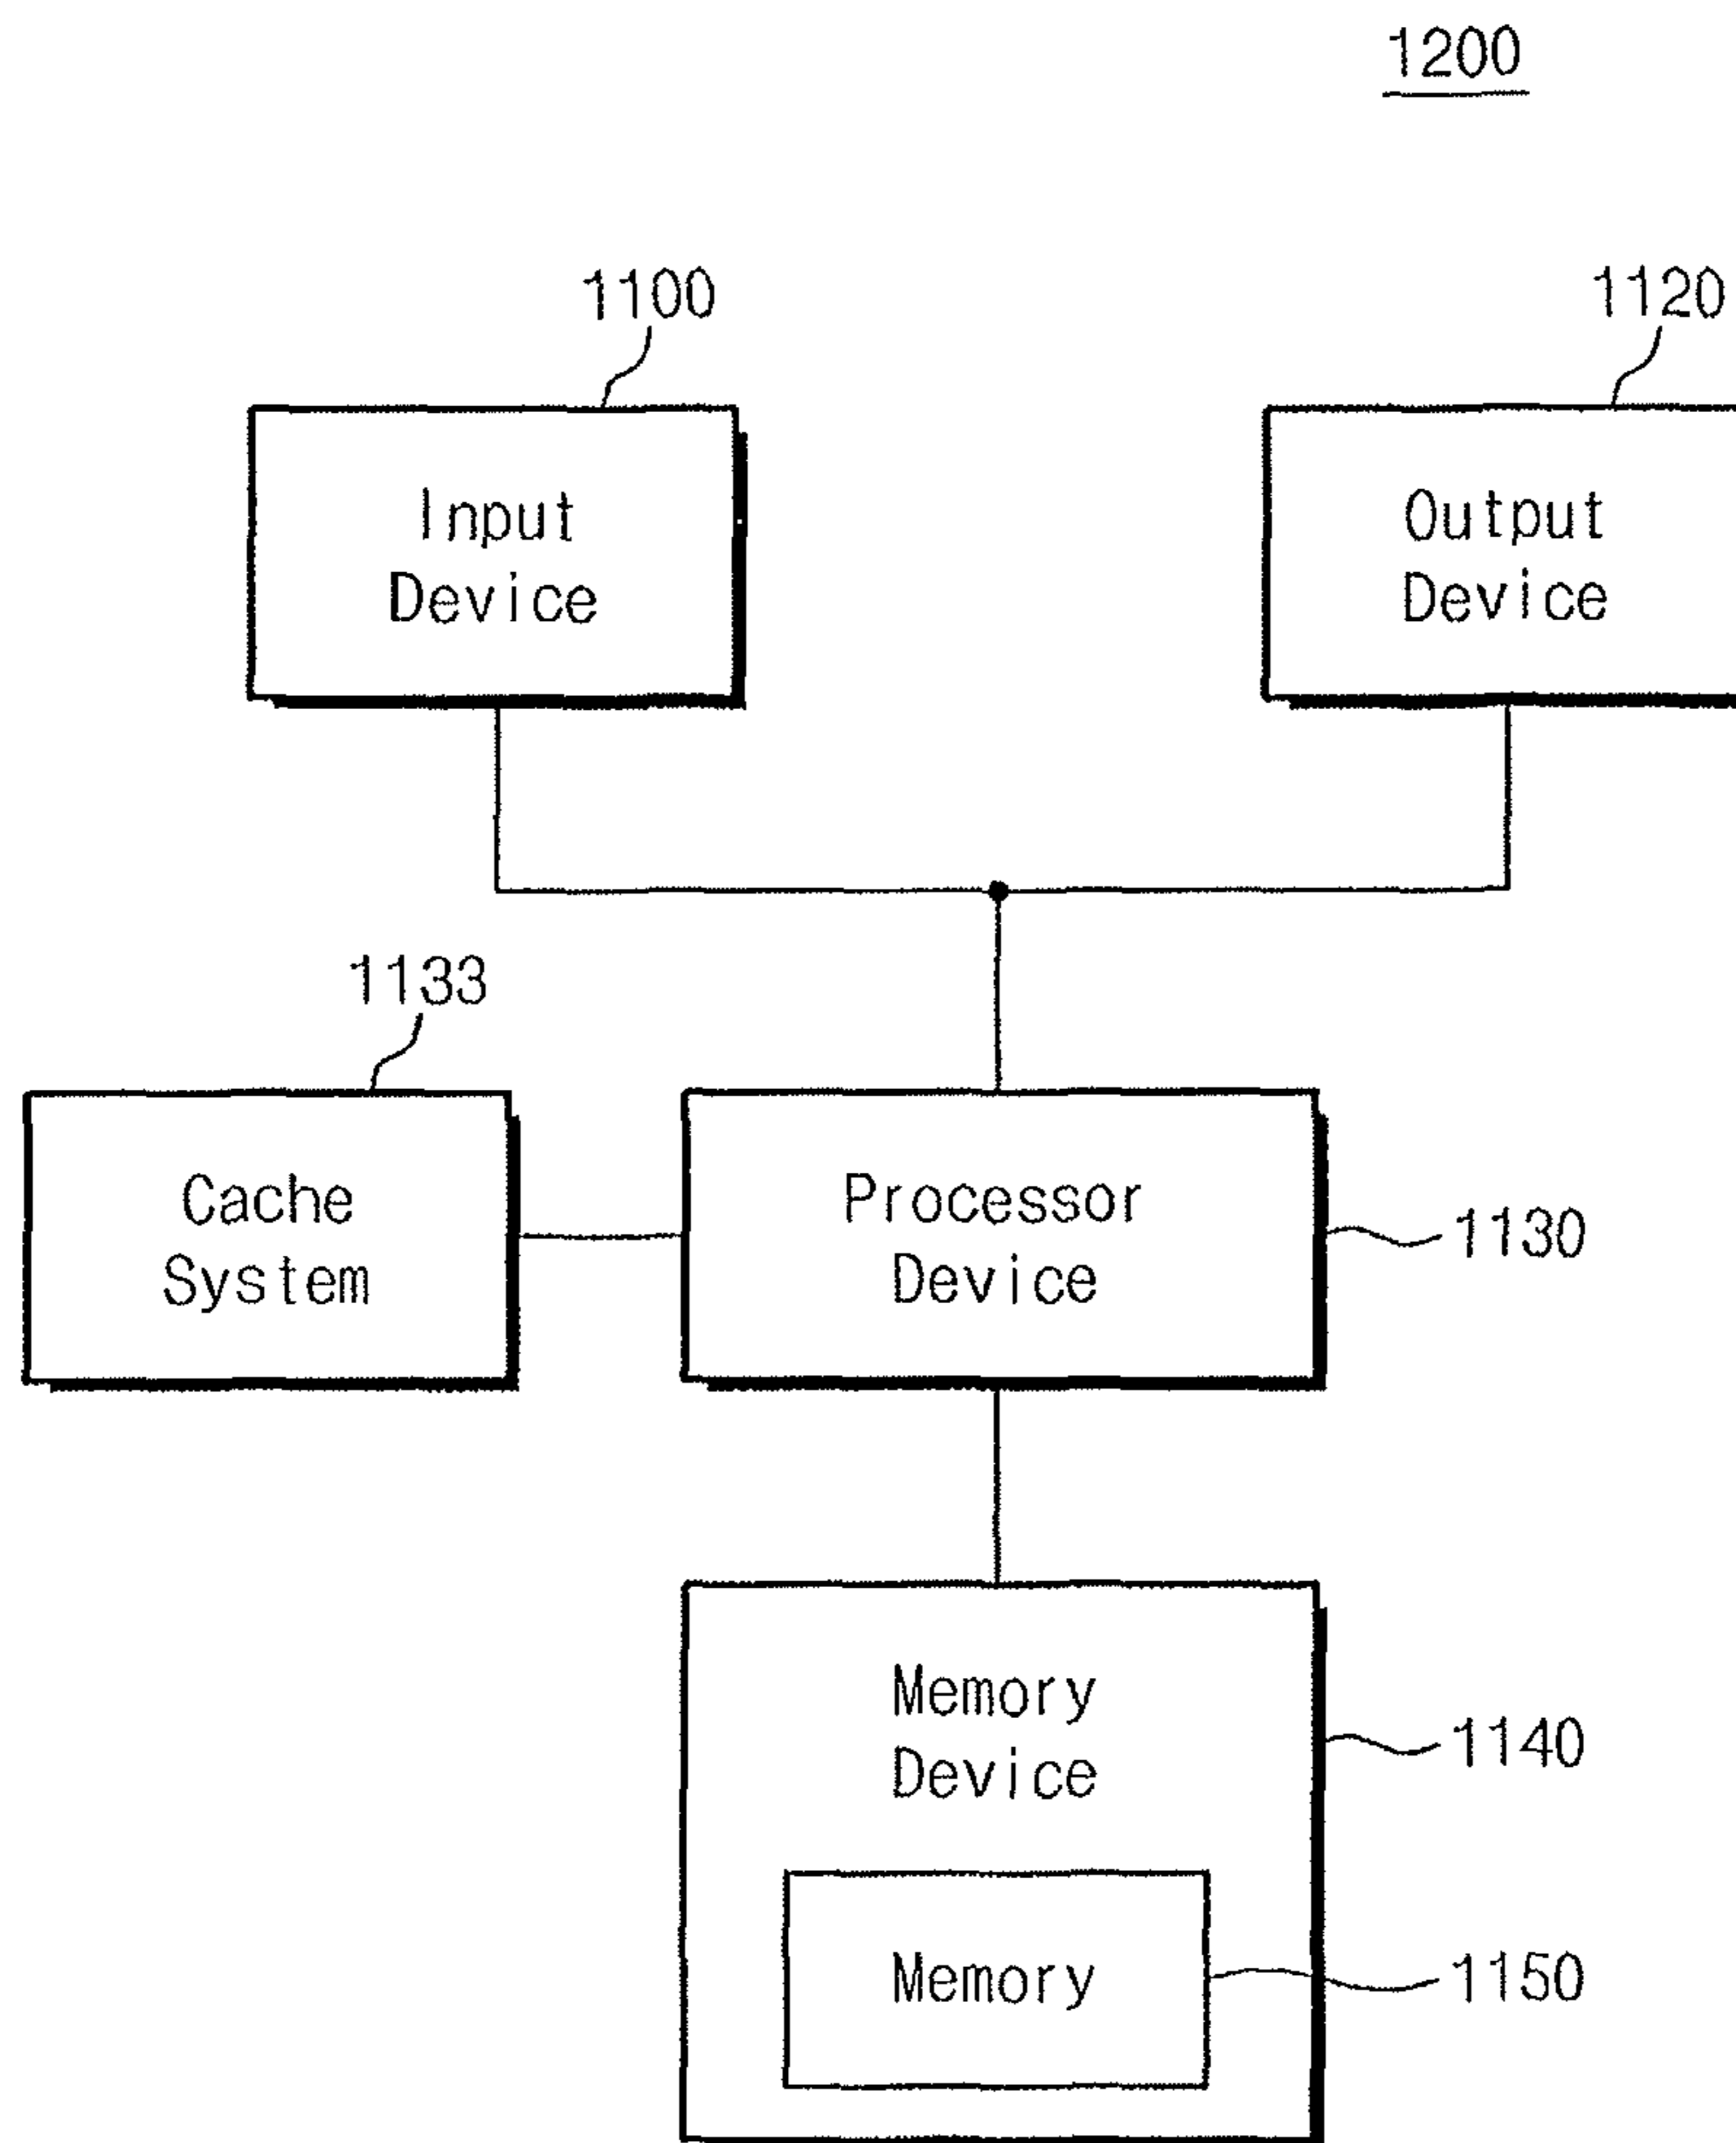 1200
1100
1120
Input
Device
Output
Device
1133
Cache
System
Processor
Device
1130
Memory
Device
1140
Memory
1150